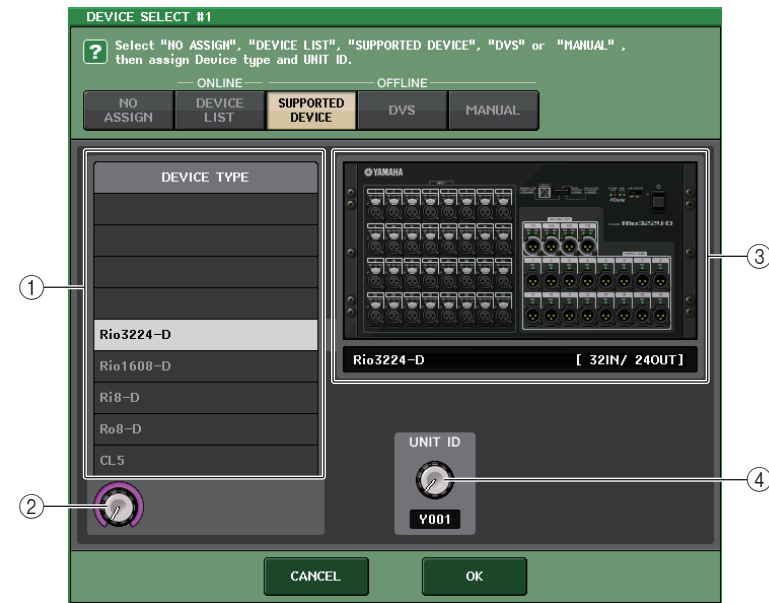 DEVICE SELECT #1
? Select "NO ASSIGN", "DEVICE LIST", "SUPPORTED DEVICE", "DVS" or "MANUAL" ,
then assign Device type and UNIT ID.
ONLINE OFFLINE
NO ASSIGN
DEVICE LIST
SUPPORTED DEVICE
DVS
MANUAL
DEVICE TYPE
Rio3224-D
Rio1608-D
Ri8-D
Ro8-D
CL5
YAMAHA
Rio3224-D
Rio3224-D [ 32IN/ 24OUT]
UNIT ID
Y001
CANCEL
OK
1
2
3
4